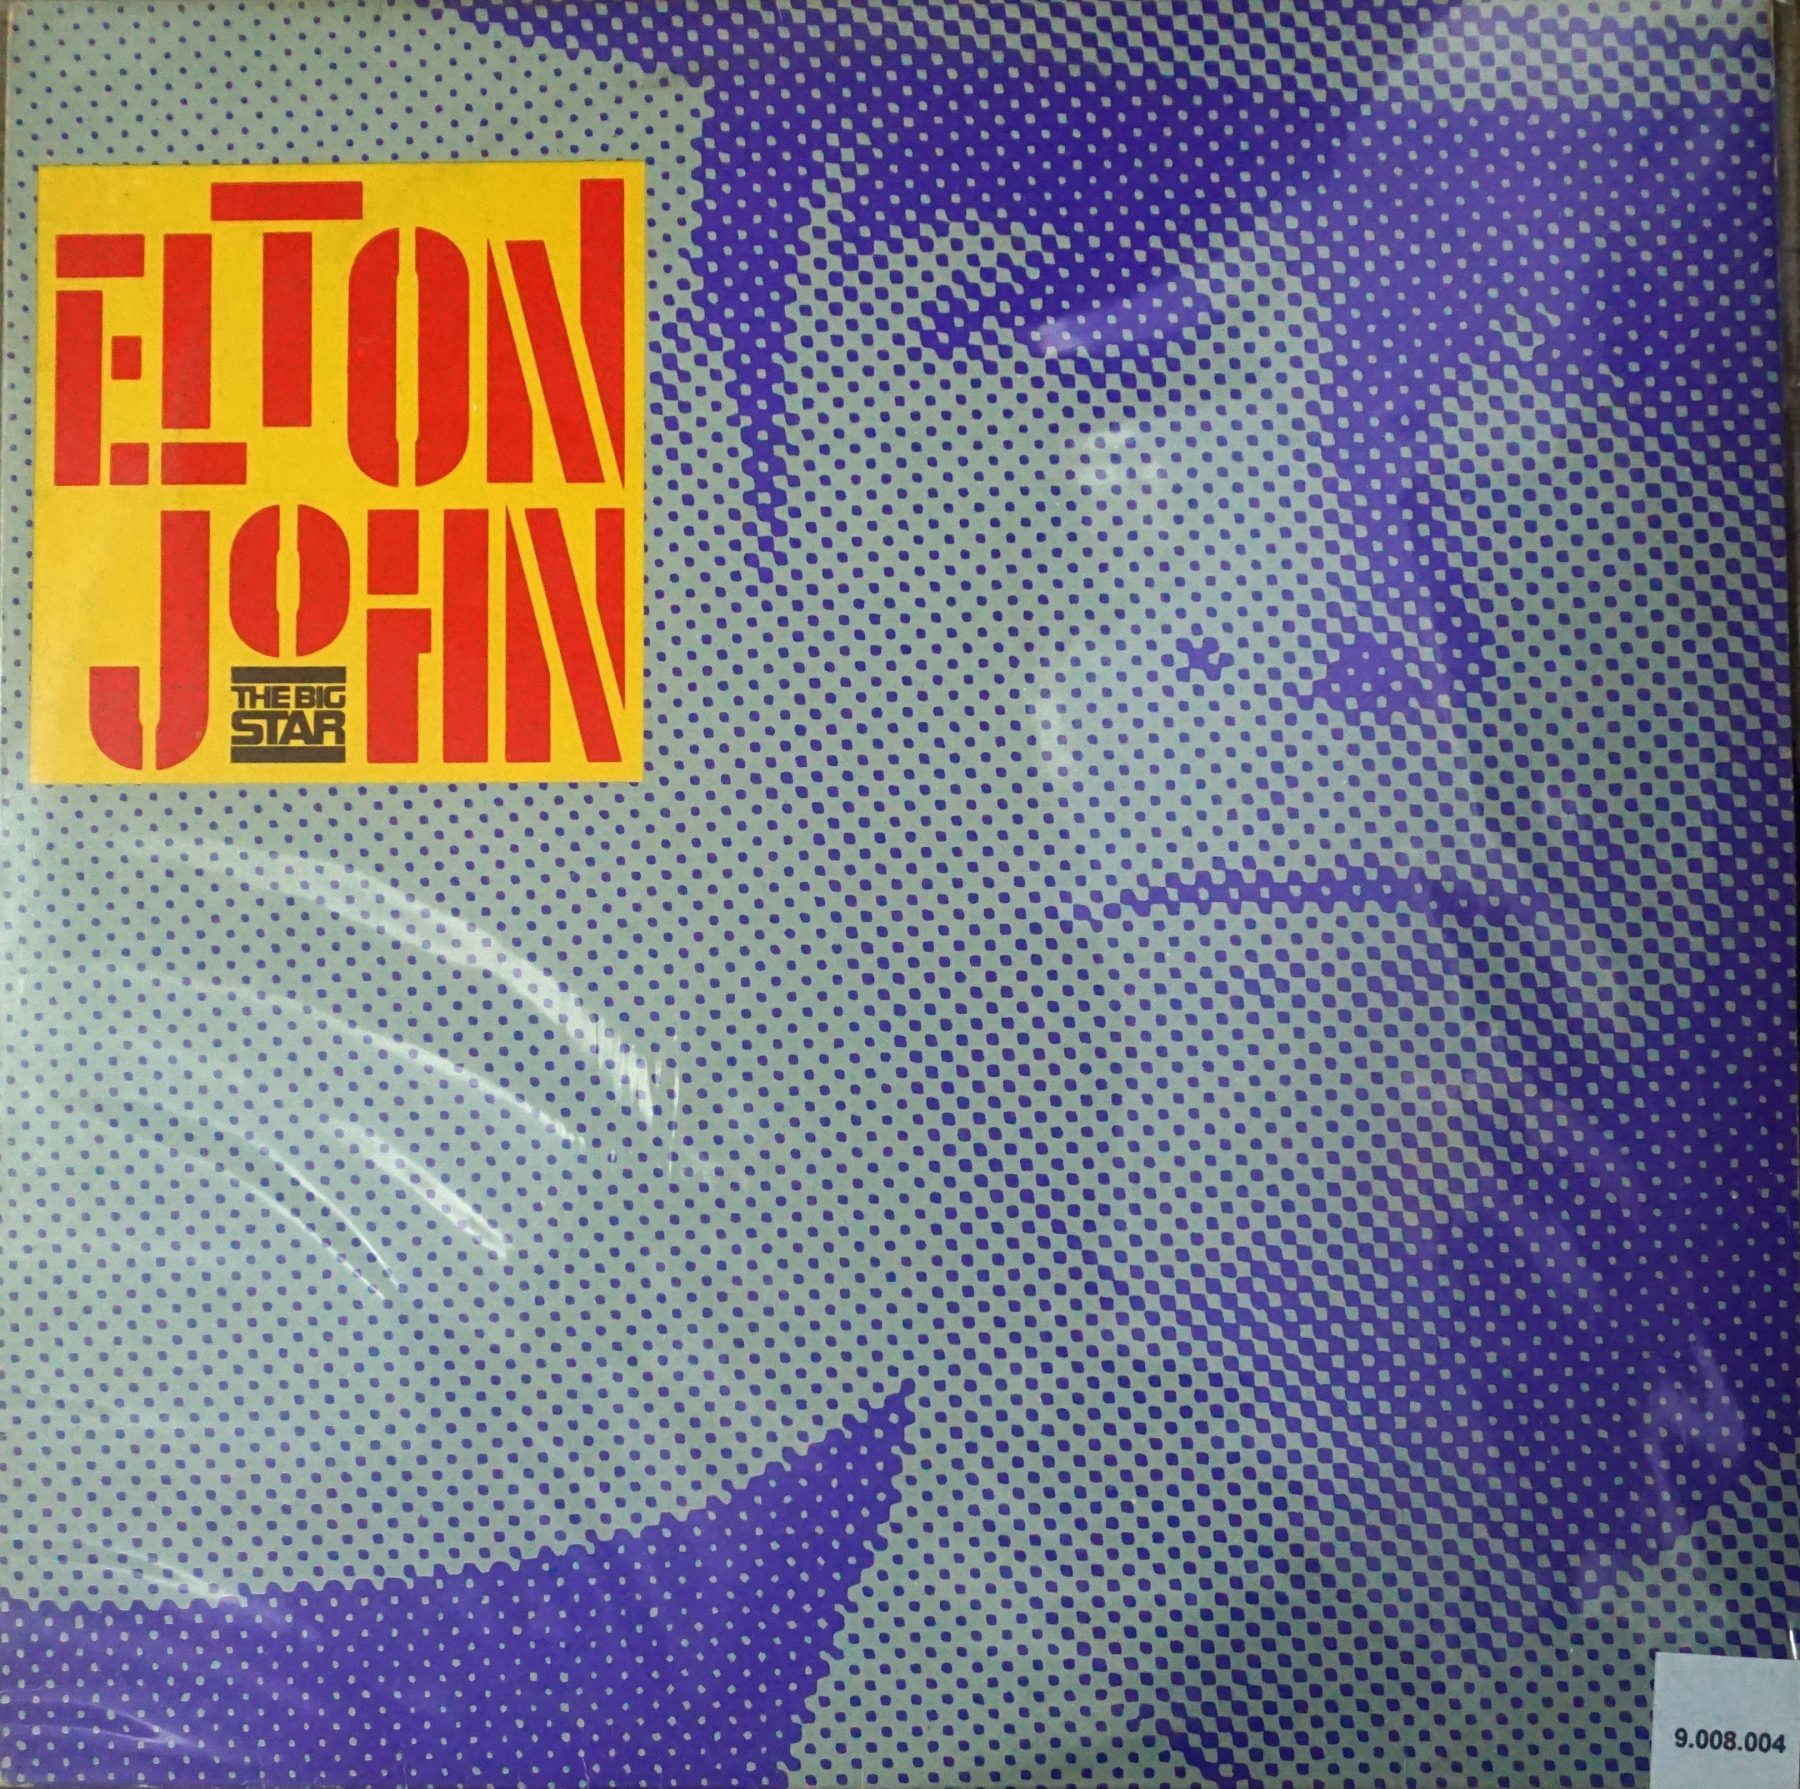 ELTON
JOHN
THE BIG
STAR
9.008.004